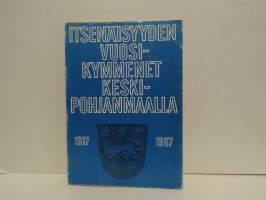 ITSENÄISYYDEN
VUOSI-
KYMMENET
KESKI-
POHJANMAALLA
1917 1967